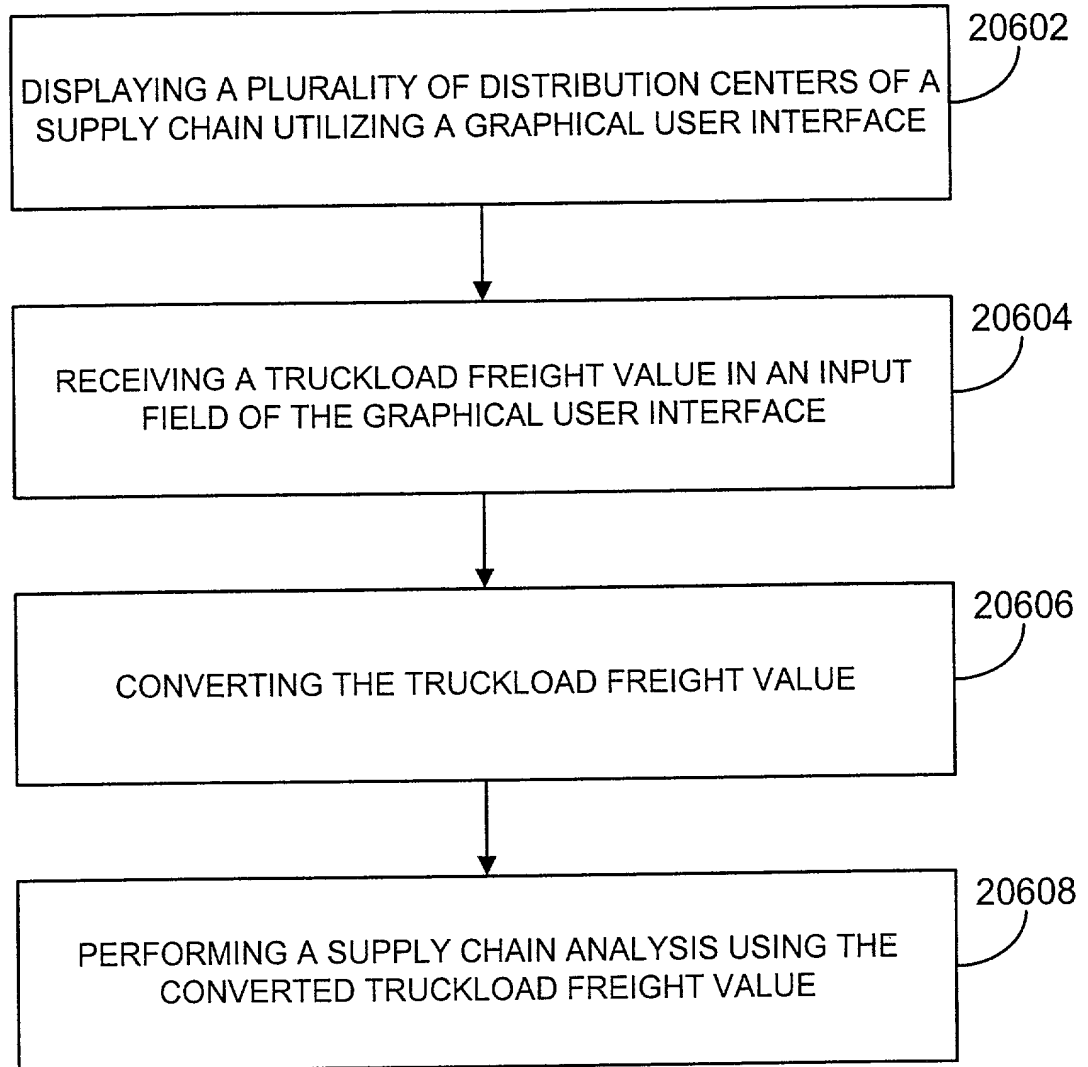 20602
DISPLAYING A PLURALITY OF DISTRIBUTION CENTERS OF A
SUPPLY CHAIN UTILIZING A GRAPHICAL USER INTERFACE
20604
RECEIVING A TRUCKLOAD FREIGHT VALUE IN AN INPUT
FIELD OF THE GRAPHICAL USER INTERFACE
20606
CONVERTING THE TRUCKLOAD FREIGHT VALUE
20608
PERFORMING A SUPPLY CHAIN ANALYSIS USING THE
CONVERTED TRUCKLOAD FREIGHT VALUE